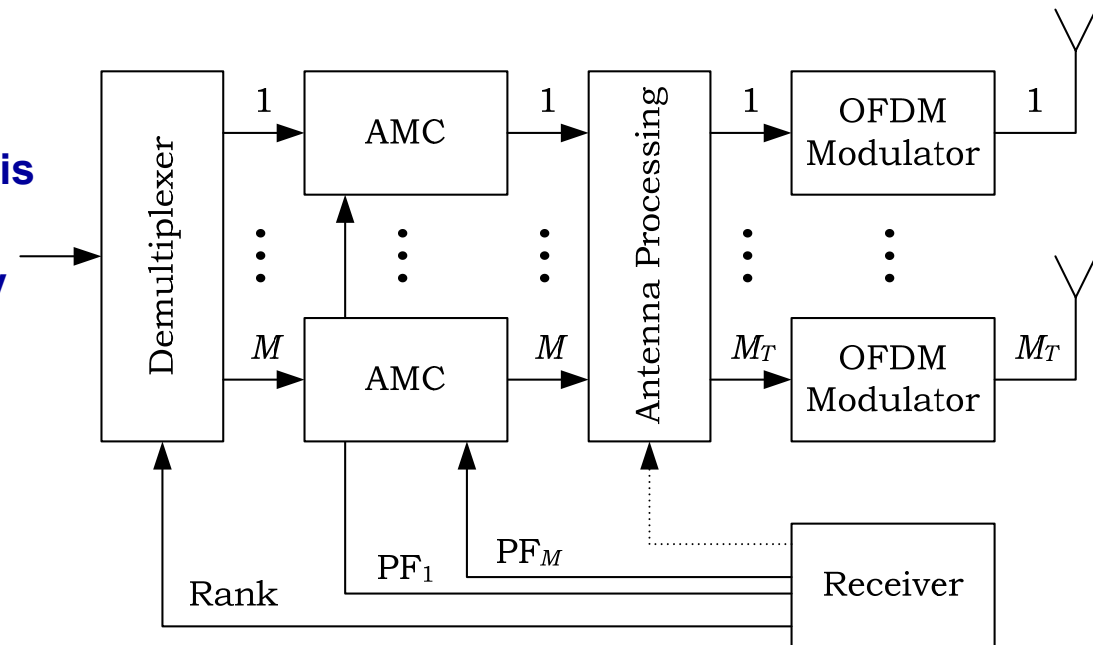 is
y
Demultiplexer
1
AMC
1
Antenna Processing
1
OFDM
Modulator
1
M
AMC
M
M_T
OFDM
Modulator
M_T
Rank
PF₁
PF_M
Receiver